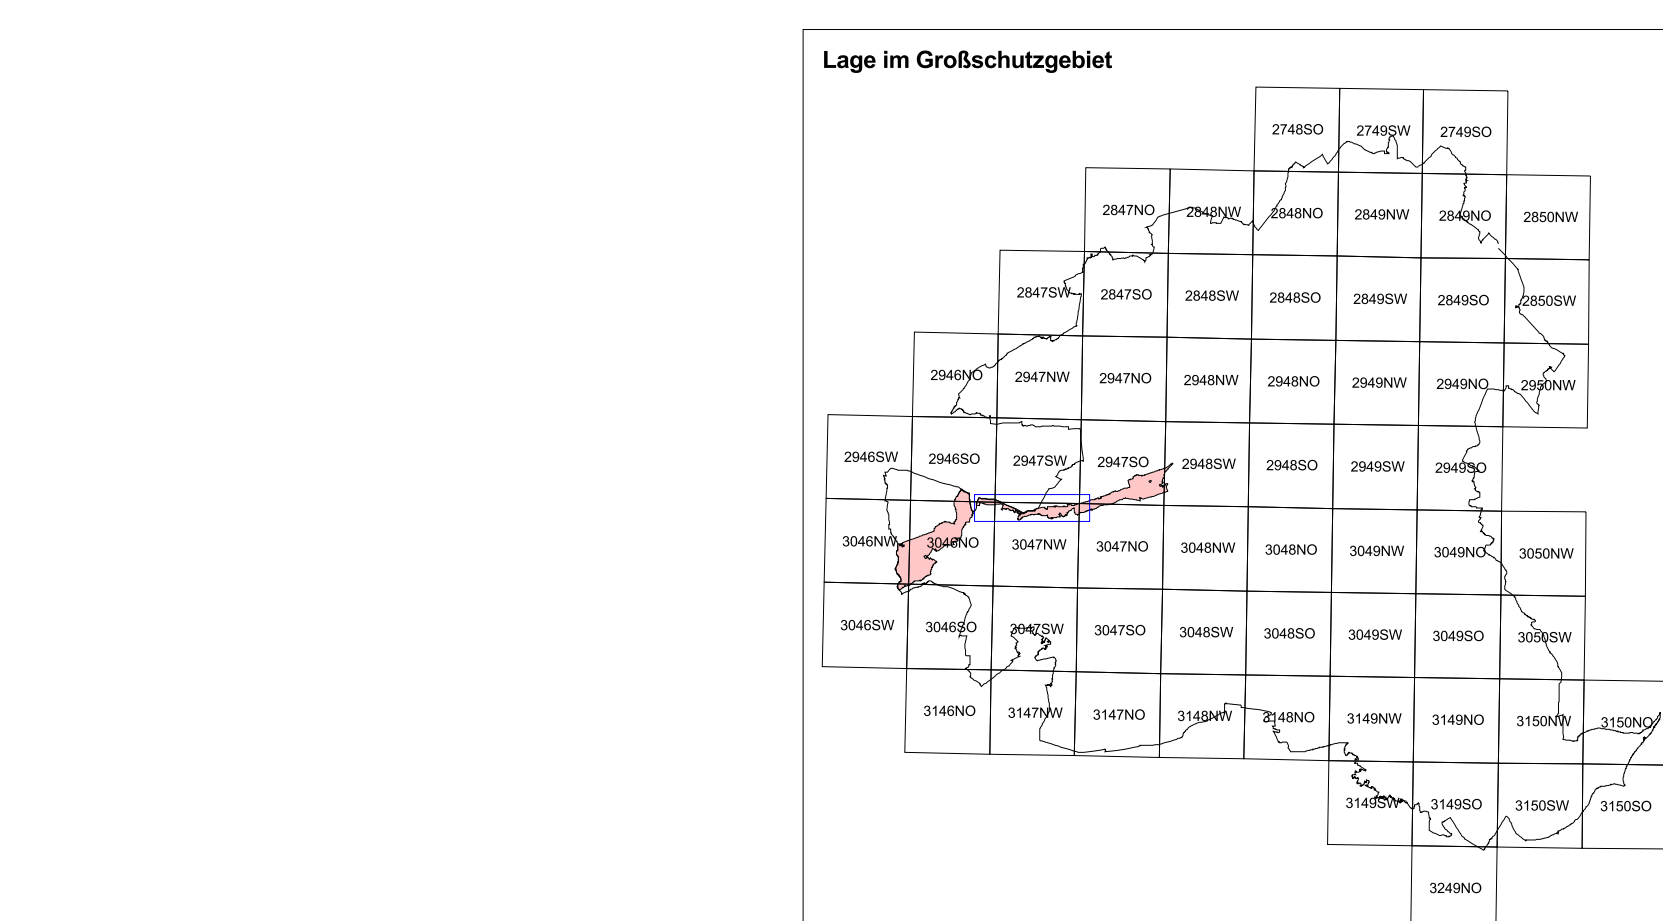 Lage im Großschutzgebiet
2748SO 2749SW 2749SO
2847NO 2848NW 2848NO 2849NW 2849NO 2850NW
2847SW 2847SO 2848SW 2848SO 2849SW 2849SO 2850SW
2946NO 2947NW 2947NO 2948NW 2948NO 2949NW 2949NO 2950NW
2946SW 2946SO 2947SW 2947SO 2948SW 2948SO 2949SW 2949SO
3046NW 3046NO 3047NW 3047NO 3048NW 3048NO 3049NW 3049NO 3050NW
3046SW 3046SO 3047SW 3047SO 3048SW 3048SO 3049SW 3049SO 3050SW
3146NO 3147NW 3147NO 3148NW 3148NO 3149NW 3149NO 3150NW 3150NO
3149SW 3149SO 3150SW 3150SO
3249NO